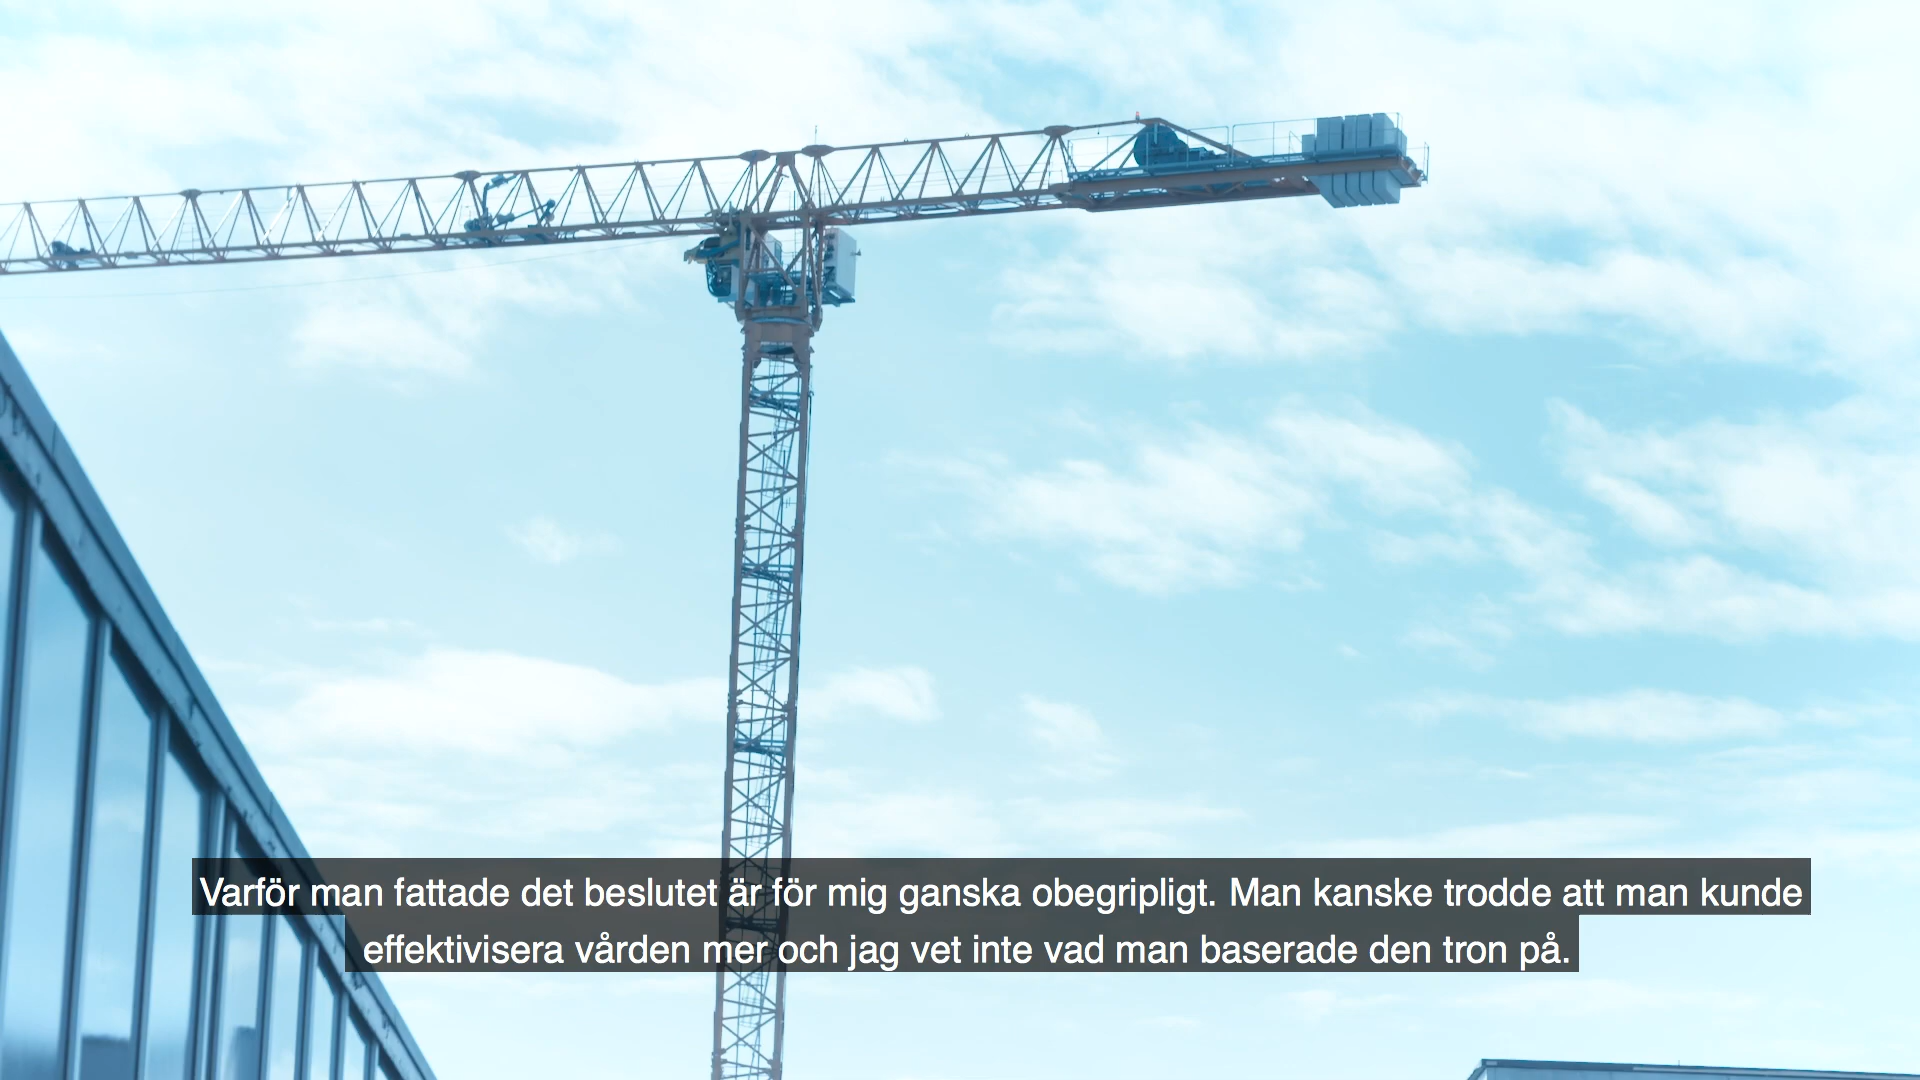 Varför man fattade det beslutet är för mig ganska obegripligt. Man kanske trodde att man kunde
effektivisera vården mer och jag vet inte vad man baserade den tron på.